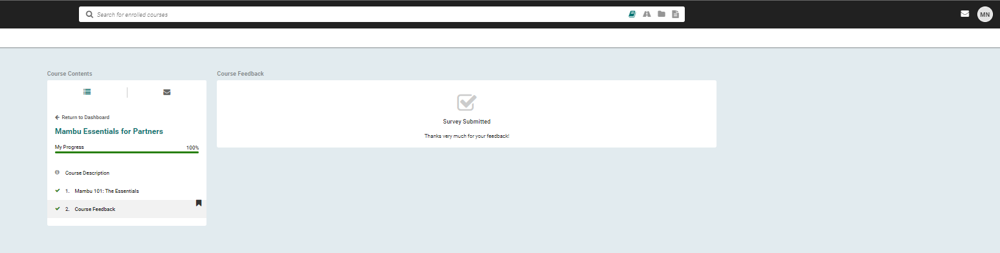 Search for enrolled courses
MN
Course Contents
Return to Dashboard
Mambu Essentials for Partners
My Progress 100%
Course Description
1. Mambu 101: The Essentials
2. Course Feedback
Course Feedback
Survey Submitted
Thanks very much for your feedback!